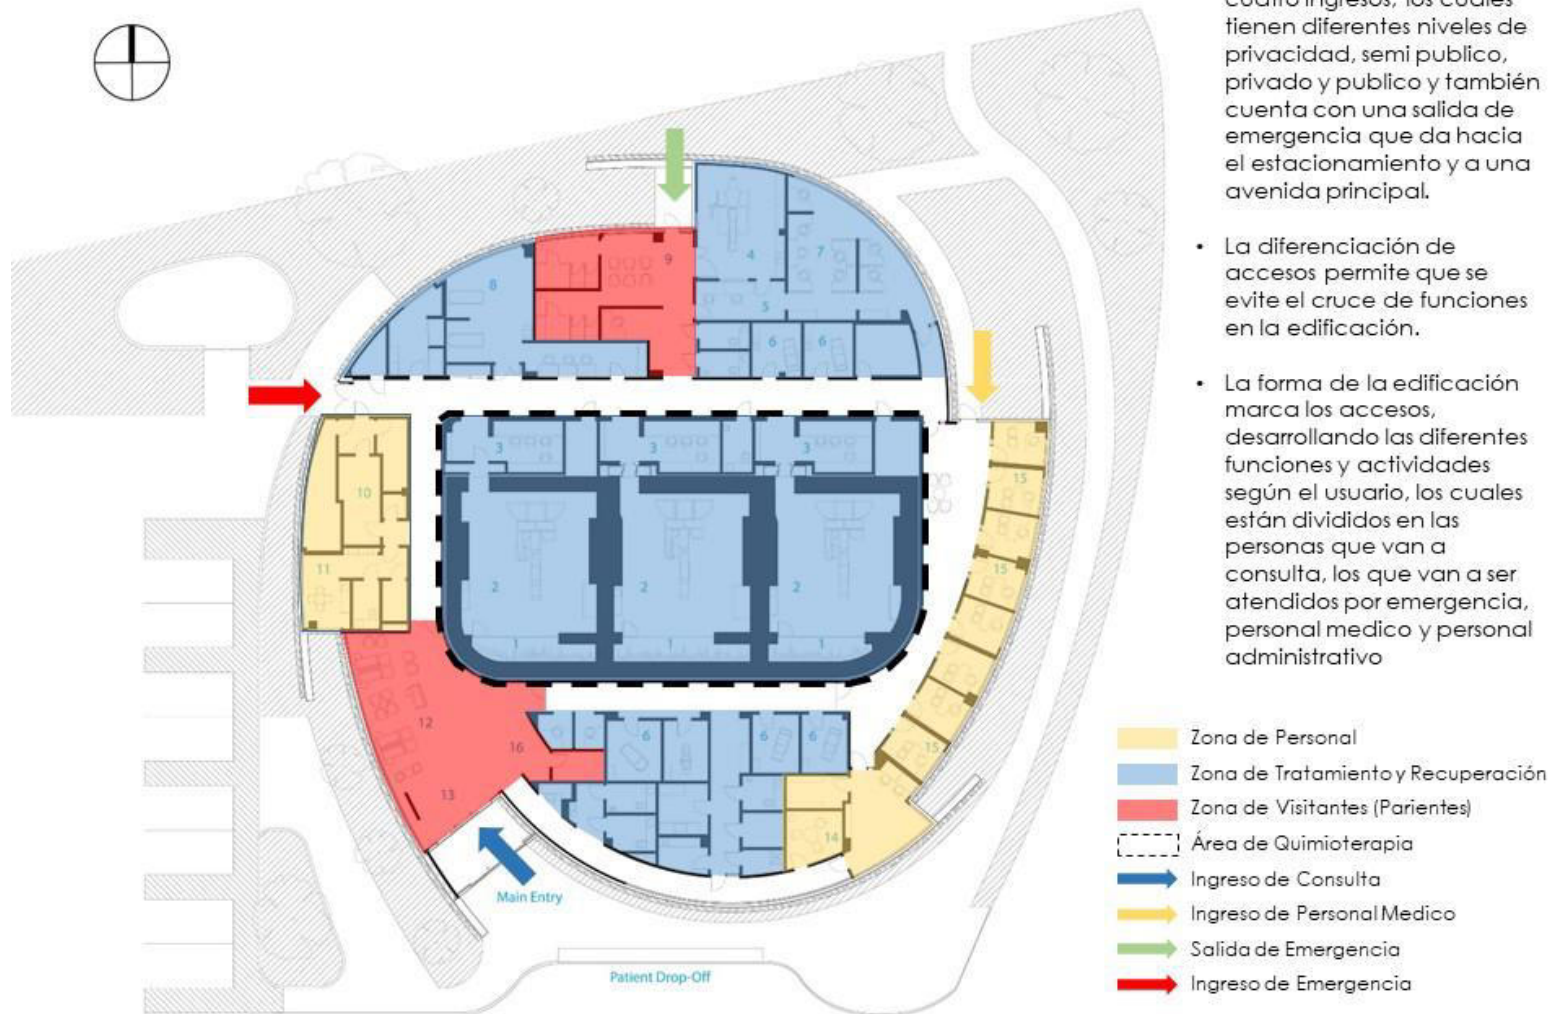 cuatro ingresos, los cuales
tienen diferentes niveles de
privacidad, semi publico,
privado y publico y también
cuenta con una salida de
emergencia que da hacia
el estacionamiento y a una
avenida principal.
• La diferenciación de
accesos permite que se
evite el cruce de funciones
en la edificación.
• La forma de la edificación
marca los accesos,
desarrollando las diferentes
funciones y actividades
según el usuario, los cuales
están divididos en las
personas que van a
consulta, los que van a ser
atendidos por emergencia,
personal medico y personal
administrativo
9
4
7
8
5
6 6
3 3 3
10
15
11
15
2 2 2
1 1 1
12
16
6 6 6
15
13
14
Main Entry
Patient Drop-Off
Zona de Personal
Zona de Tratamiento y Recuperación
Zona de Visitantes (Parientes)
Área de Quimioterapia
Ingreso de Consulta
Ingreso de Personal Medico
Salida de Emergencia
Ingreso de Emergencia